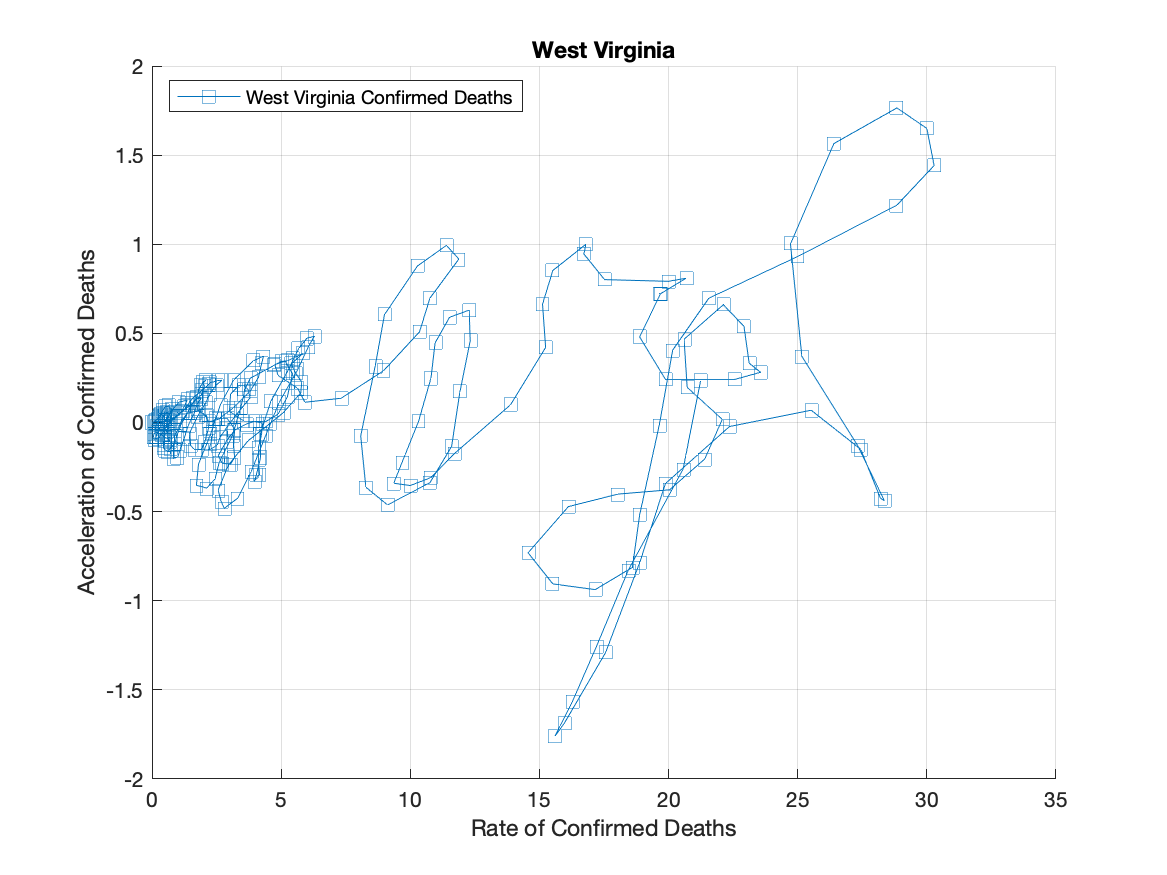 West Virginia
West Virginia Confirmed Deaths
2
1.5
1
0.5
0
-0.5
-1
-1.5
-2
Acceleration of Confirmed Deaths
0 5 10 15 20 25 30 35
Rate of Confirmed Deaths